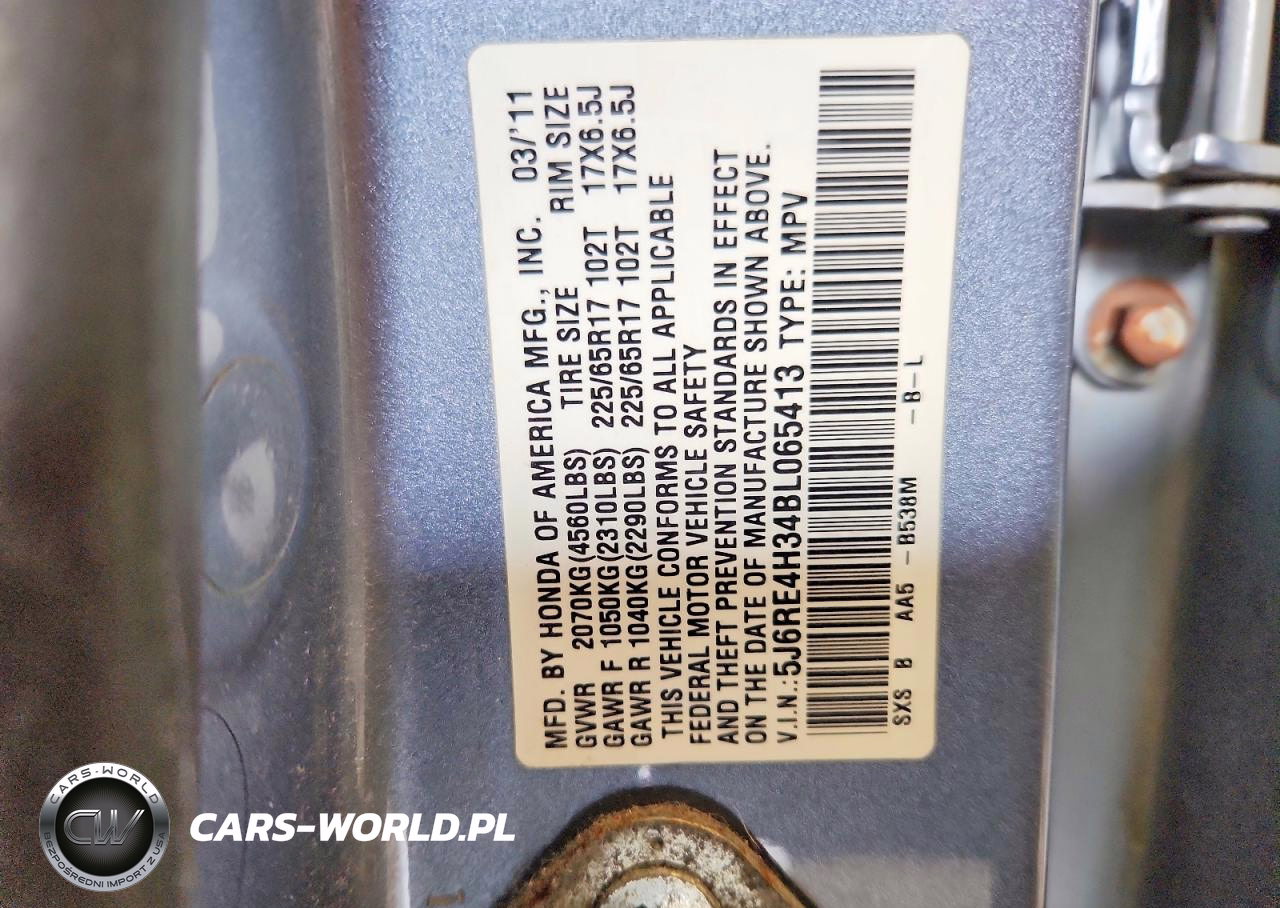 MFD. BY HONDA OF AMERICA MFG., INC. 03/'11
GVWR 2070KG(4560LBS) TIRE SIZE RIM SIZE
GAWR F 1050KG(2310LBS) 225/65R17 102T 17X6.5J
GAWR R 1040KG(2290LBS) 225/65R17 102T 17X6.5J
THIS VEHICLE CONFORMS TO ALL APPLICABLE
FEDERAL MOTOR VEHICLE SAFETY
AND THEFT PREVENTION STANDARDS IN EFFECT
ON THE DATE OF MANUFACTURE SHOWN ABOVE.
V.I.N.:5J6RE4H34BL065413 TYPE: MPV
SXS B AA5 -B538M -B-L
CARS-WORLD
CW
BEZPOŚREDNI IMPORT Z USA
CARS-WORLD.PL